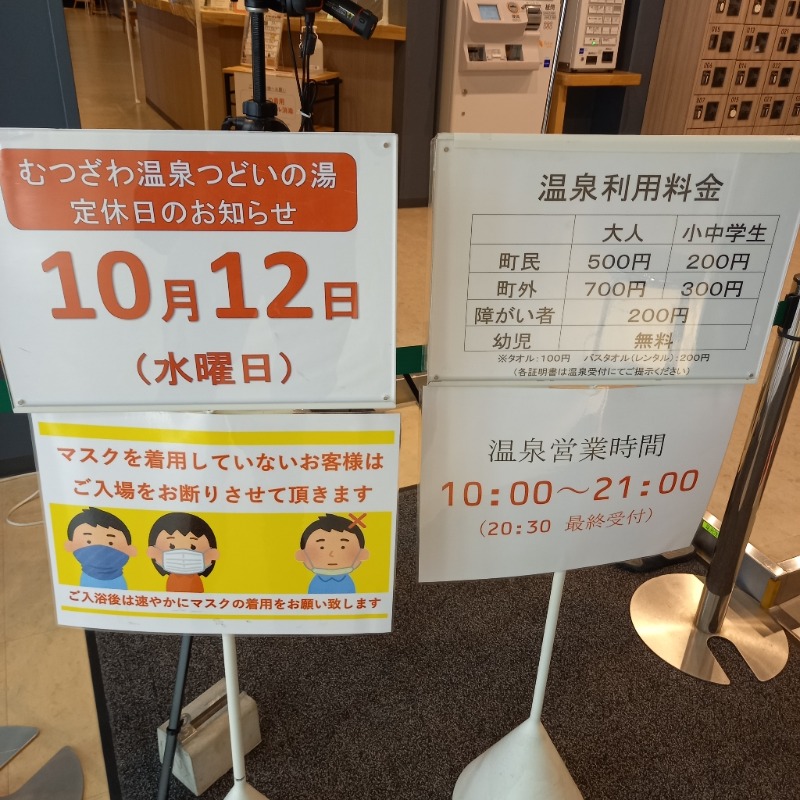 むつざわ温泉つどいの湯
定休日のお知らせ
10月12日
（水曜日）
マスクを着用していないお客様は
ご入場をお断りさせて頂きます
ご入浴後は速やかにマスクの着用をお願い致します
温泉利用料金
大人 小中学生
町民 500円 200円
町外 700円 300円
障がい者 200円
幼児 無料
※タオル：100円 バスタオル（レンタル）：200円
（各証明書は温泉受付にてご提示ください）
温泉営業時間
10:00～21:00
（20:30 最終受付）